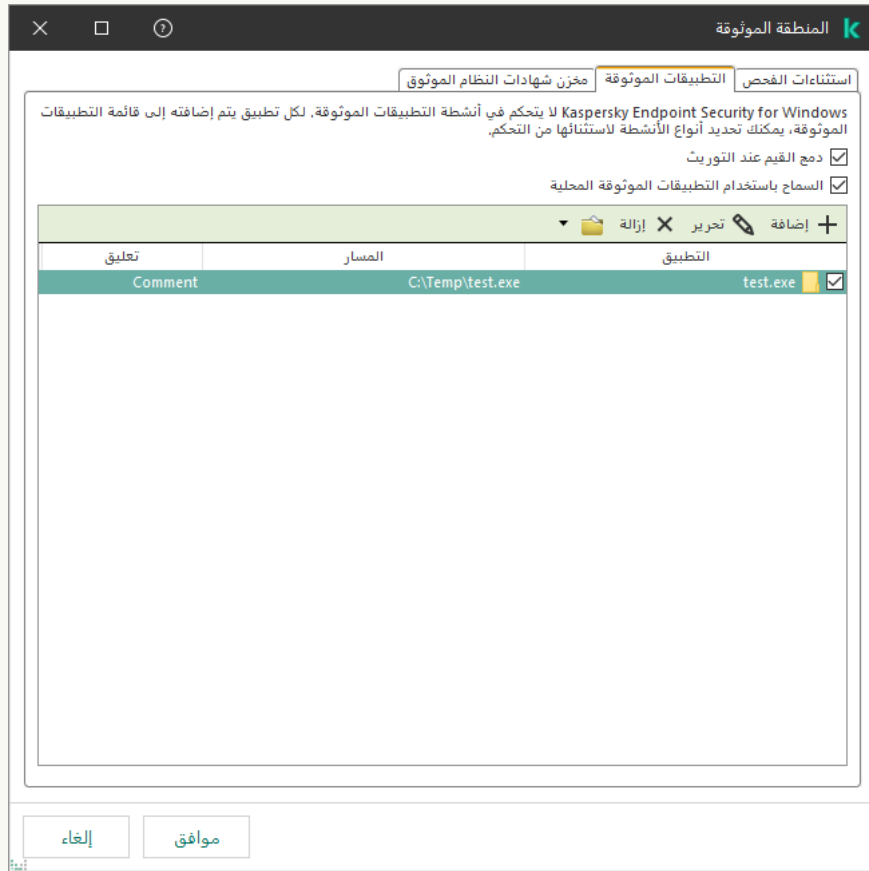 المنطقة الموثوقة
استثناءات الفحص
التطبيقات الموثوقة
مخزن شهادات النظام الموثوق
Kaspersky Endpoint Security for Windows لا يتحكم في أنشطة التطبيقات الموثوقة. لكل تطبيق يتم إضافته إلى قائمة التطبيقات
الموثوقة، يمكنك تحديد أنواع الأنشطة لاستثنائها من التحكم.
دمج القيم عند التوريث
السماح باستخدام التطبيقات الموثوقة المحلية
إضافة تحرير إزالة
التطبيق المسار تعليق
test.exe C:\Temp\test.exe Comment
موافق إلغاء